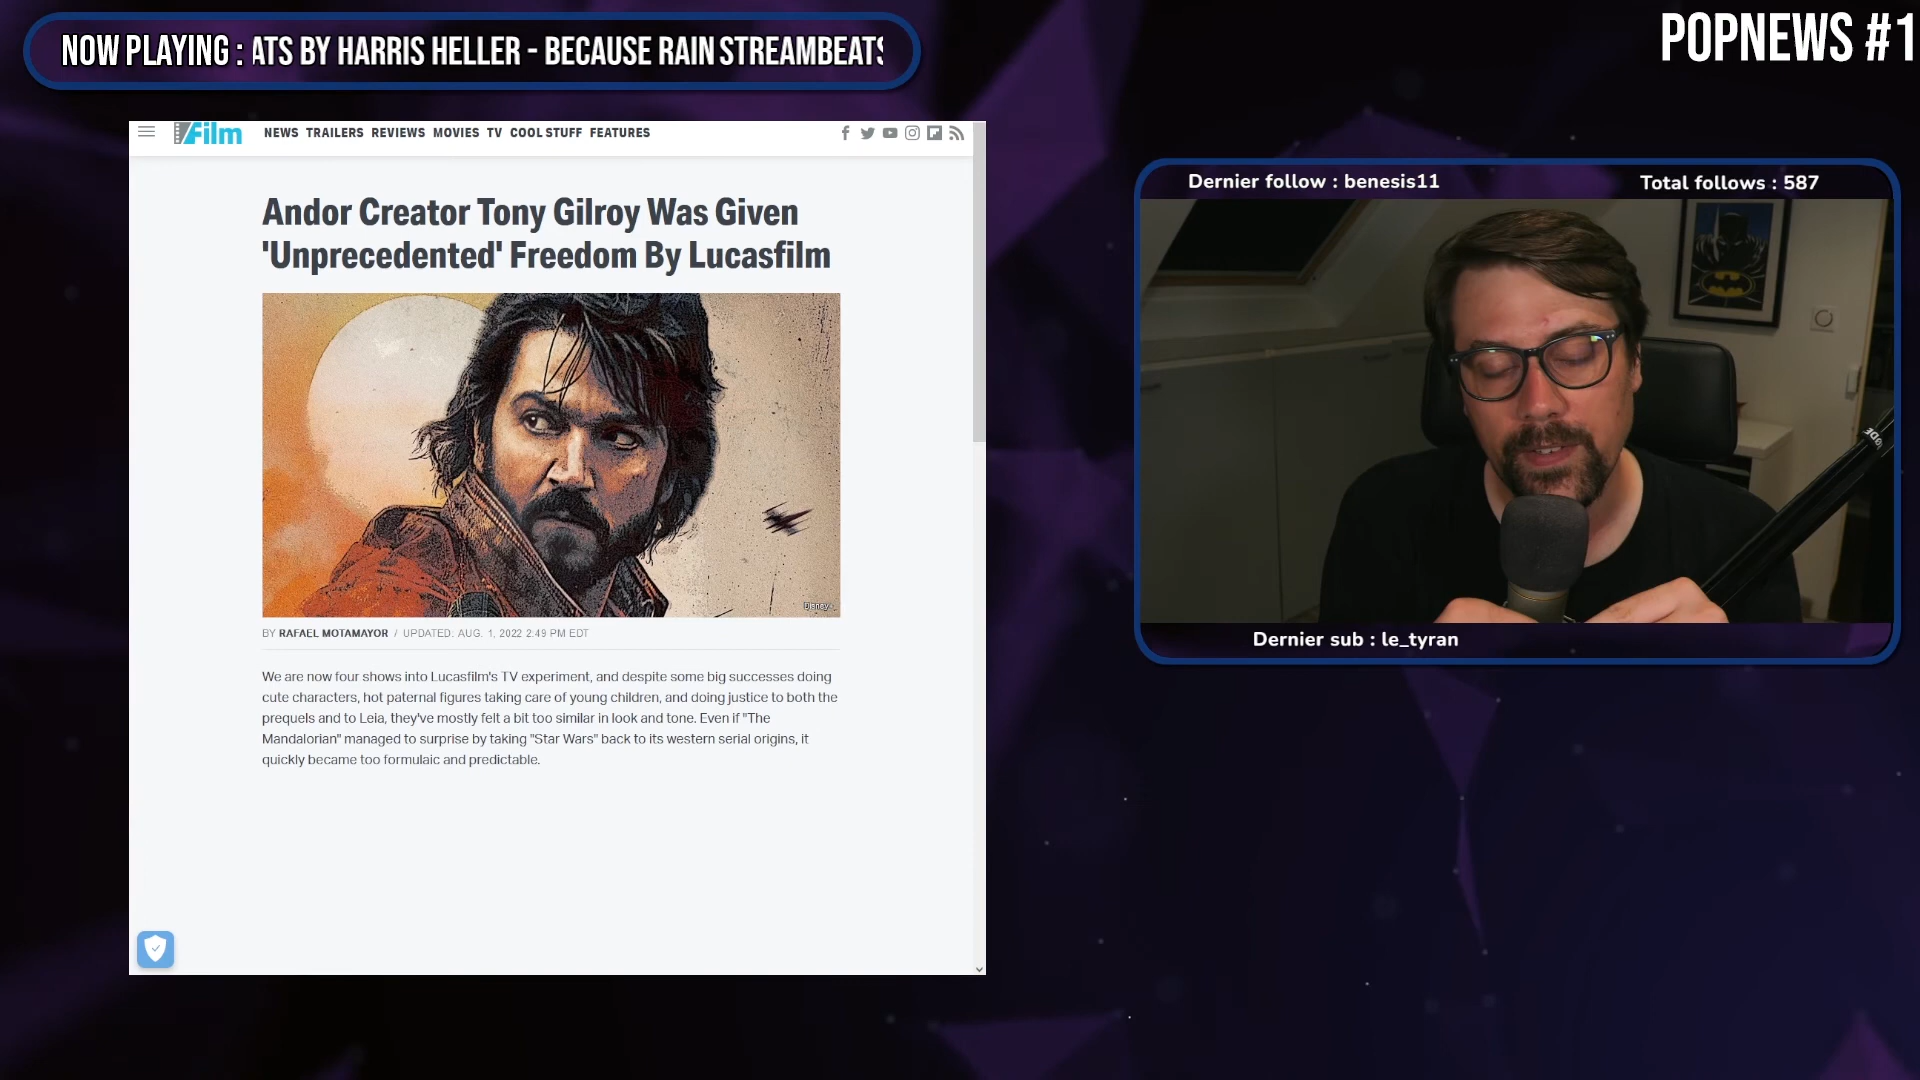 NOW PLAYING : ATS BY HARRIS HELLER - BECAUSE RAIN STREAMBEATS
POPNEWS #1
/Film
NEWS TRAILERS REVIEWS MOVIES TV COOL STUFF FEATURES
Andor Creator Tony Gilroy Was Given
'Unprecedented' Freedom By Lucasfilm
Disney+
BY RAFAEL MOTAMAYOR / UPDATED: AUG. 1, 2022 2:49 PM EDT
We are now four shows into Lucasfilm's TV experiment, and despite some big successes doing
cute characters, hot paternal figures taking care of young children, and doing justice to both the
prequels and to Leia, they've mostly felt a bit too similar in look and tone. Even if "The
Mandalorian" managed to surprise by taking "Star Wars" back to its western serial origins, it
quickly became too formulaic and predictable.
Dernier follow : benesis11
Total follows : 587
Dernier sub : le_tyran